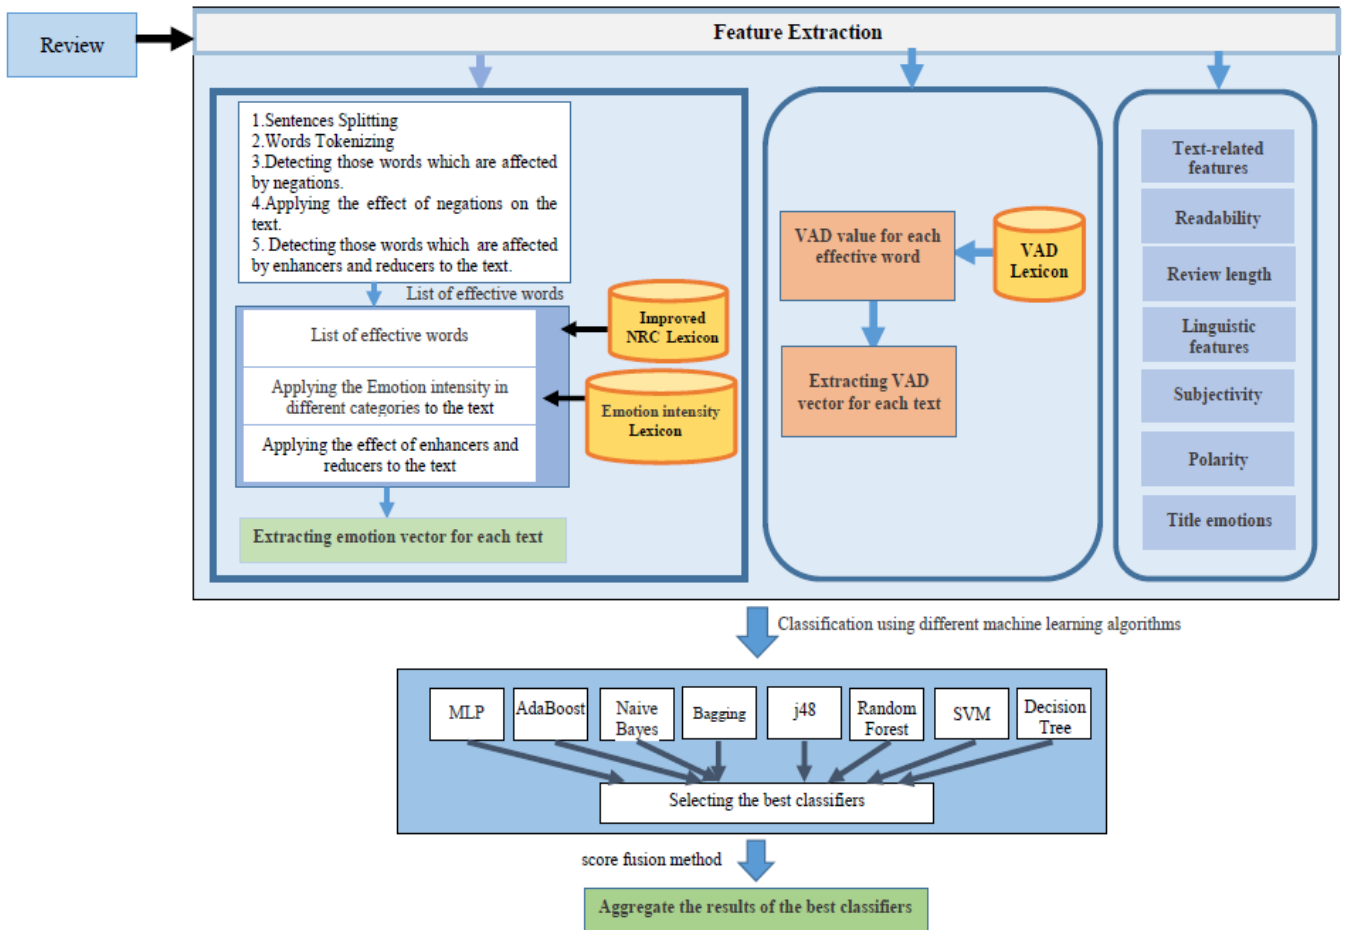 Review
Feature Extraction
1.Sentences Splitting
2.Words Tokenizing
3.Detecting those words which are affected
by negations.
4.Applying the effect of negations on the
text.
5. Detecting those words which are affected
by enhancers and reducers to the text.
List of effective words
List of effective words
Applying the Emotion intensity in
different categories to the text
Applying the effect of enhancers and
reducers to the text
Improved
NRC Lexicon
Emotion intensity
Lexicon
Extracting emotion vector for each text
VAD value for each
effective word
VAD
Lexicon
Extracting VAD
vector for each text
Text-related
features
Readability
Review length
Linguistic
features
Subjectivity
Polarity
Title emotions
Classification using different machine learning algorithms
MLP
AdaBoost
Naive
Bayes
Bagging
j48
Random
Forest
SVM
Decision
Tree
Selecting the best classifiers
score fusion method
Aggregate the results of the best classifiers